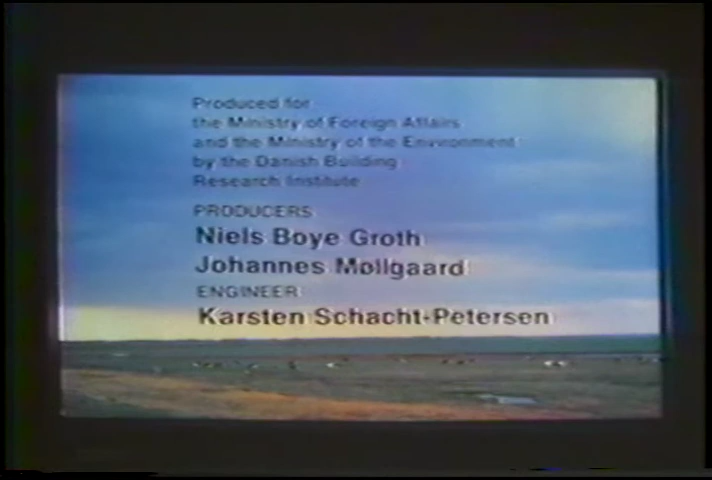 Produced for
the Ministry of Foreign Affairs
and the Ministry of the Environment
by the Danish Building
Research Institute
PRODUCERS
Niels Boye Groth
Johannes Møllgaard
ENGINEER
Karsten Schacht-Petersen